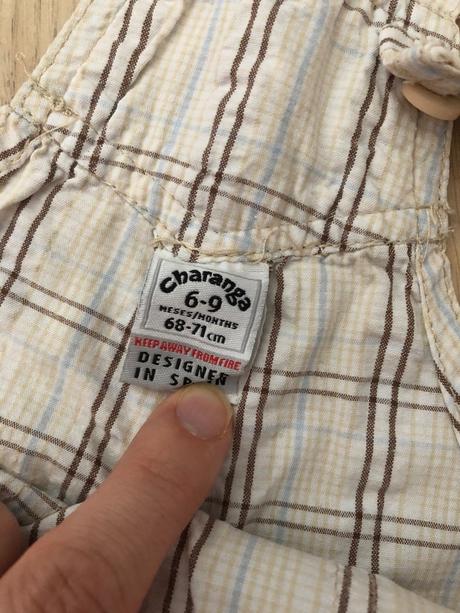 Charanga
6-9
MESES/MONTHS
68-71cm
KEEP AWAY FROM FIRE
DESIGNED
IN